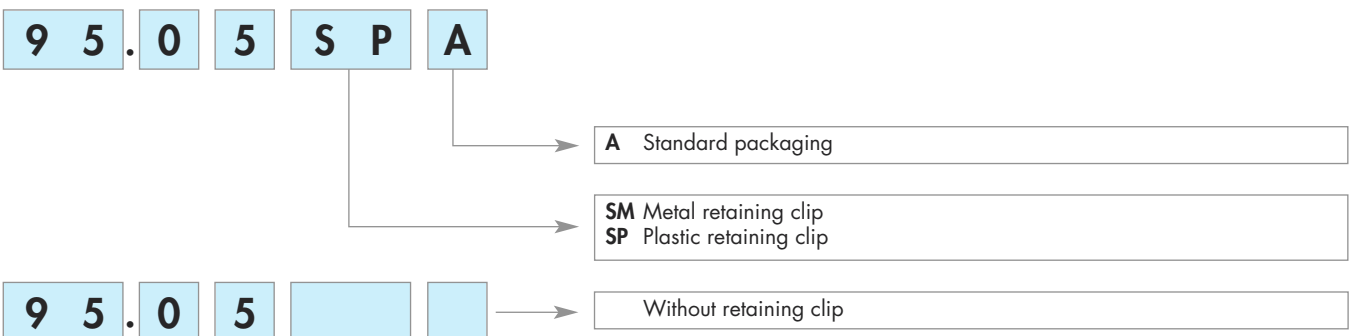 9 5 . 0 5 S P A
A Standard packaging
SM Metal retaining clip
SP Plastic retaining clip
9 5 . 0 5
Without retaining clip